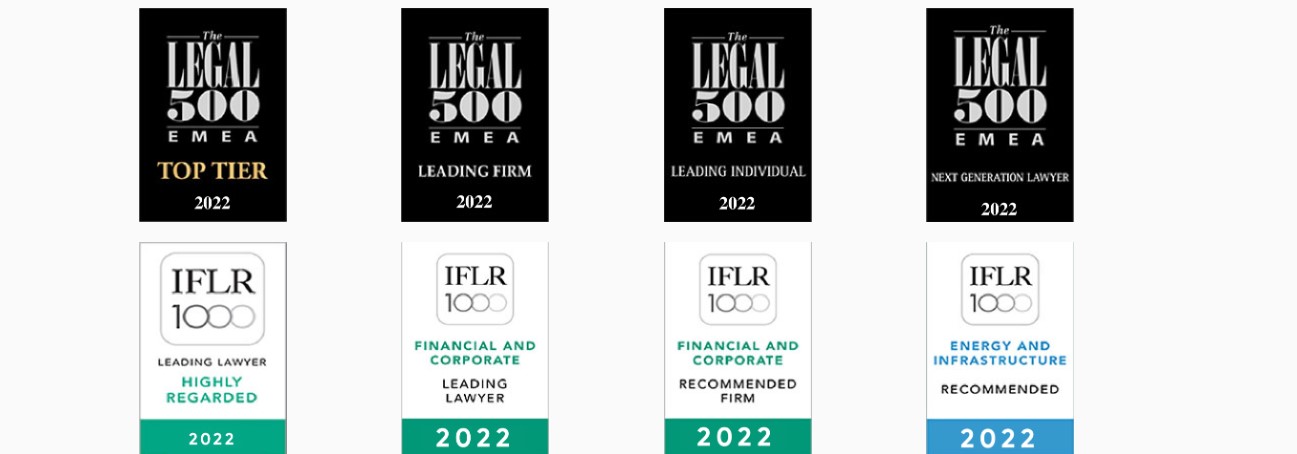 The
LEGAL
500
EMEA
TOP TIER
2022
The
LEGAL
500
EMEA
LEADING FIRM
2022
The
LEGAL
500
EMEA
LEADING INDIVIDUAL
2022
The
LEGAL
500
EMEA
NEXT GENERATION LAWYER
2022
IFLR
1000
LEADING LAWYER
HIGHLY
REGARDED
2022
IFLR
1000
FINANCIAL AND
CORPORATE
LEADING
LAWYER
2022
IFLR
1000
FINANCIAL AND
CORPORATE
RECOMMENDED
FIRM
2022
IFLR
1000
ENERGY AND
INFRASTRUCTURE
RECOMMENDED
2022